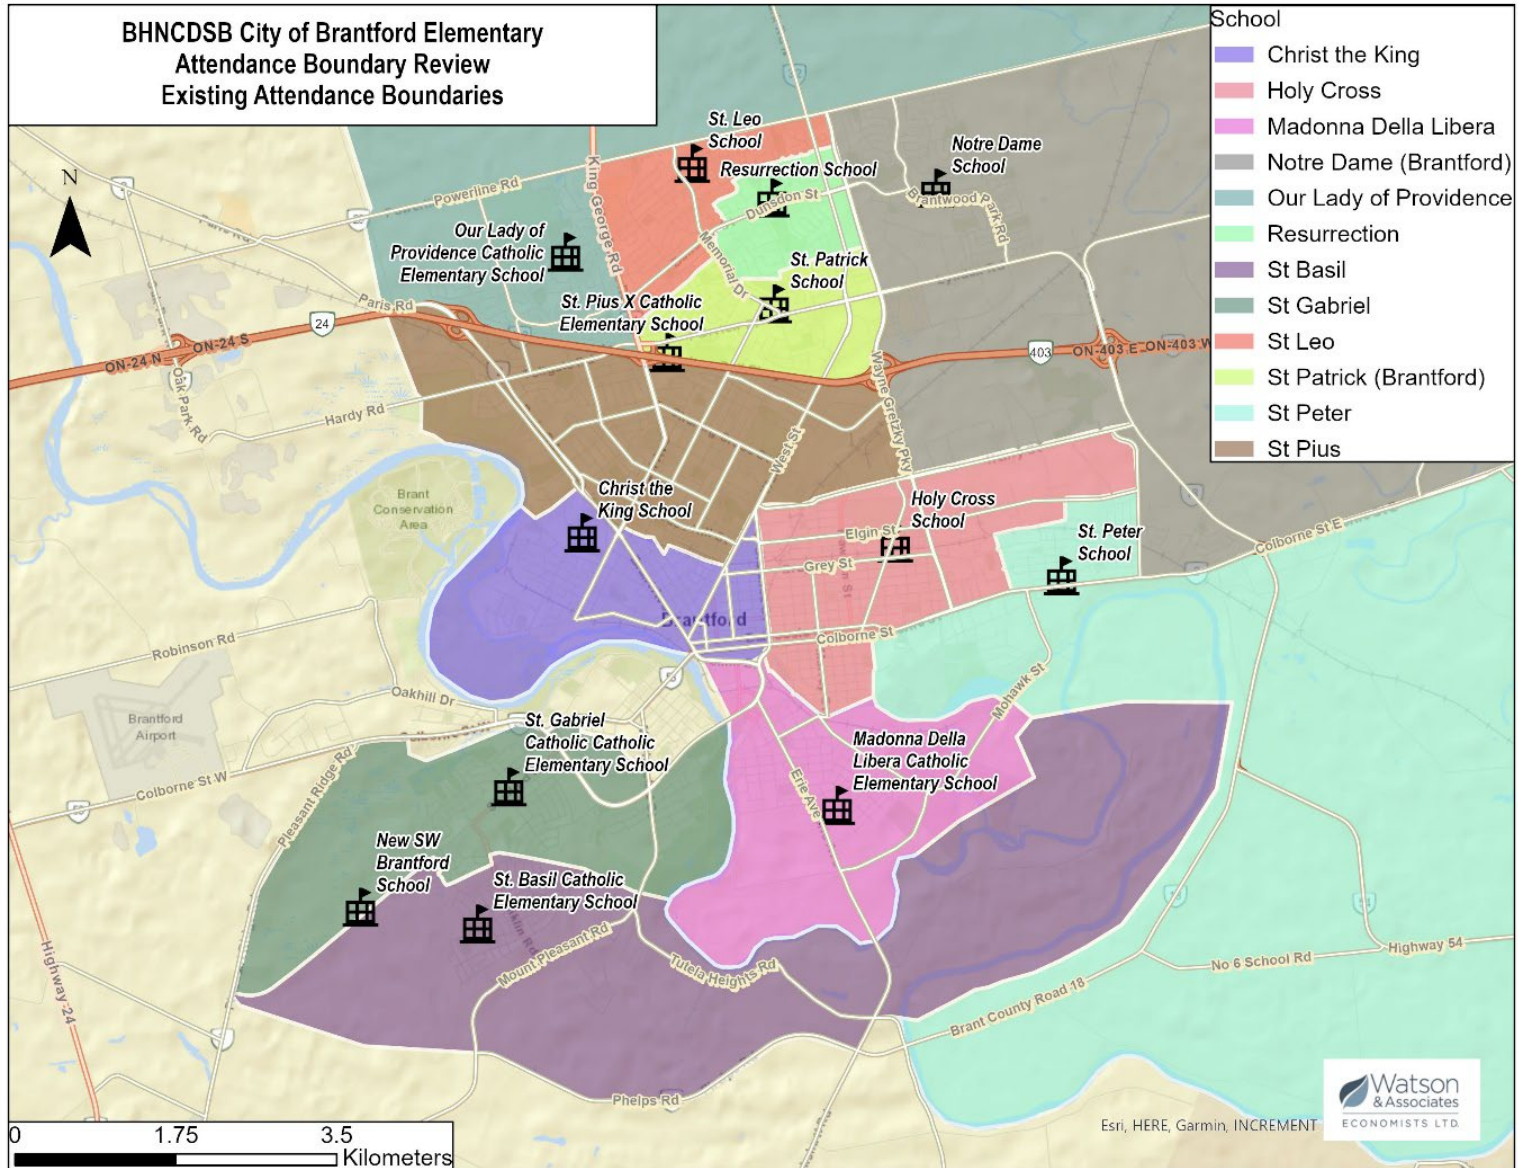 BHNCDSB City of Brantford Elementary
Attendance Boundary Review
Existing Attendance Boundaries
School
Christ the King
Holy Cross
Madonna Della Libera
Notre Dame (Brantford)
Our Lady of Providence
Resurrection
St Basil
St Gabriel
St Leo
St Patrick (Brantford)
St Peter
St Pius
N
St. Leo
School
Resurrection School
Notre Dame
School
Brantwood Park Rd
Dunsdon St
Powerline Rd
King George Rd
Memorial Dr
Our Lady of
Providence Catholic
Elementary School
St. Patrick
School
St. Pius X Catholic
Elementary School
Paris Rd
24
ON-24 N
ON-24 S
403
ON-403 E
ON-403 W
Oak Park Rd
Hardy Rd
Wayne Gretzky Pky
West St
Brant
Conservation
Area
Christ the
King School
Holy Cross
School
Elgin St
Grey St
St. Peter
School
Colborne St E
Brantford
Colborne St
Robinson Rd
Oakhill Dr
Brantford
Airport
Mohawk St
St. Gabriel
Catholic Catholic
Elementary School
Colborne St W
Pleasant Ridge Rd
Madonna Della
Libera Catholic
Elementary School
Erie Ave
New SW
Brantford
School
St. Basil Catholic
Elementary School
Mount Pleasant Rd
Tutela Heights Rd
Highway 24
No 6 School Rd
Highway 54
Brant County Road 18
Phelps Rd
0 1.75 3.5
Kilometers
Esri, HERE, Garmin, INCREMENT
Watson
& Associates
ECONOMISTS LTD.